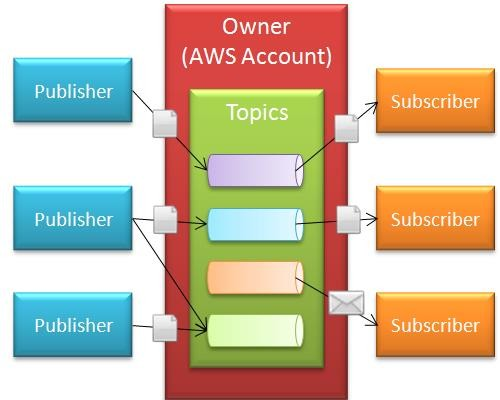 Owner
(AWS Account)
Publisher
Topics
Subscriber
Publisher
Subscriber
Publisher
Subscriber